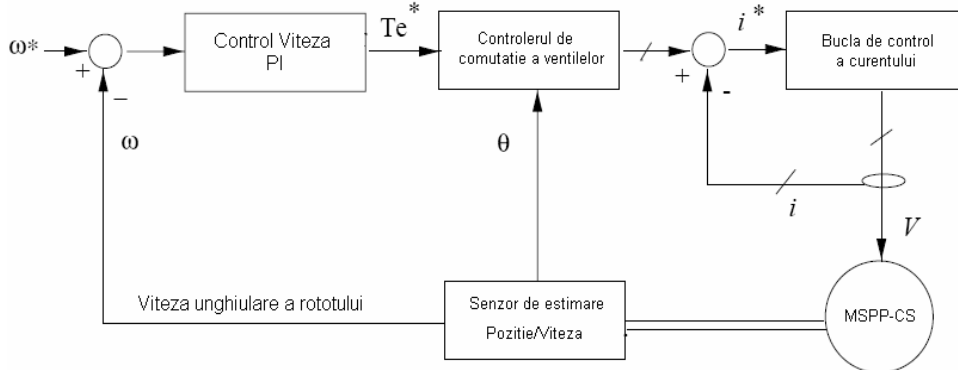 ω*
+
−
Control Viteza
PI
Te*
Controlerul de
comutatie a ventilelor
+
-
i*
Bucla de control
a curentului
ω
θ
i
V
Viteza unghiulare a rototului
Senzor de estimare
Pozitie/Viteza
MSPP-CS